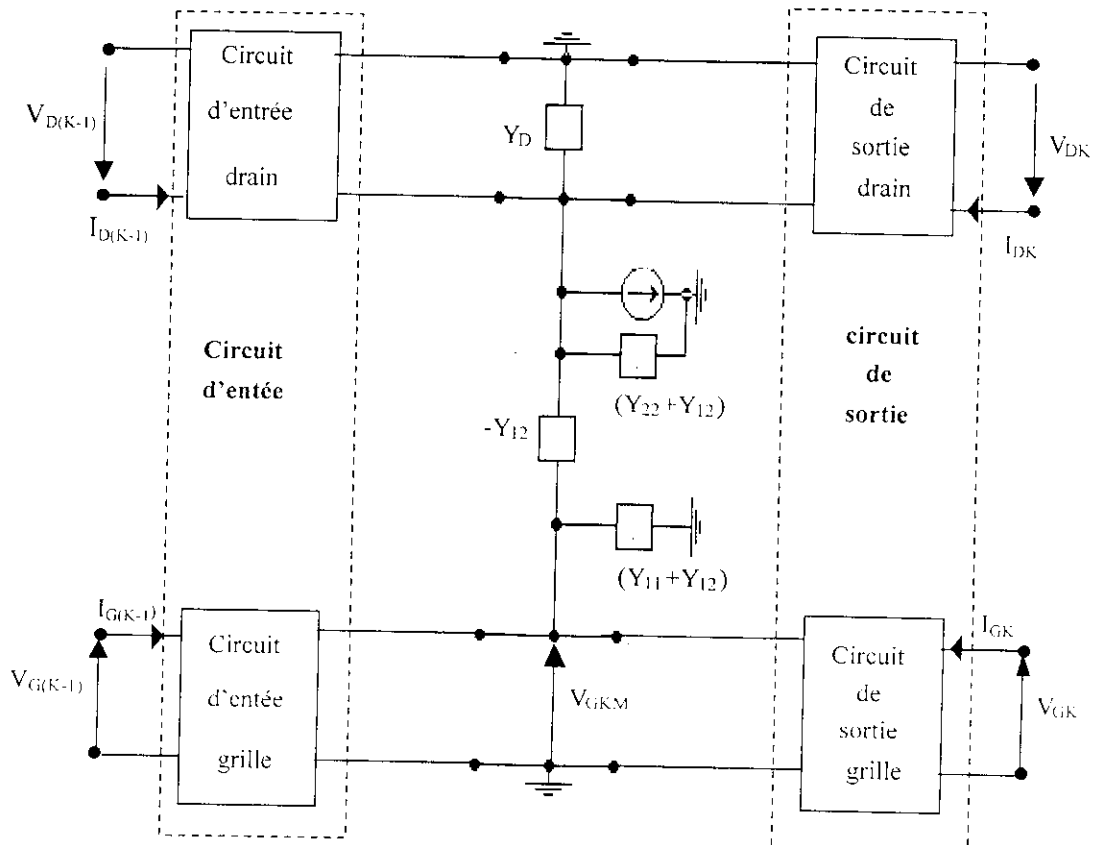 Circuit
d'entrée
drain
Circuit
de
sortie
drain
V_D(K-1)
Y_D
V_DK
I_D(K-1)
I_DK
Circuit
d'entée
circuit
de
sortie
(Y_22+Y_12)
-Y_12
(Y_11+Y_12)
I_G(K-1)
I_GK
Circuit
d'entée
grille
Circuit
de
sortie
grille
V_G(K-1)
V_GKM
V_GK